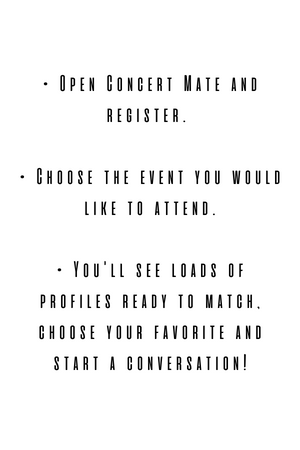 • Open Concert Mate and
register.
• Choose the event you would
like to attend.
• You'll see loads of
profiles ready to match,
choose your favorite and
start a conversation!